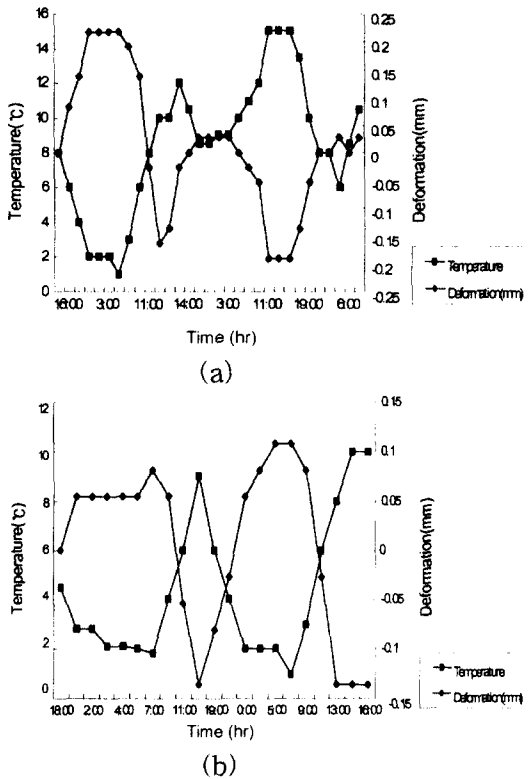 16
14
12
10
8
6
4
2
0
Temperature(℃)
0.25
0.2
0.15
0.1
0.05
0
-0.05
-0.1
-0.15
-0.2
-0.25
Deformation(mm)
16:00 3:00 11:00 14:00 3:00 11:00 19:00 6:00
Time (hr)
Temperature
Deformation(mm)
(a)
12
10
8
6
4
2
0
Temperature(℃)
0.15
0.1
0.05
0
-0.05
-0.1
-0.15
Deformation(mm)
18:00 2:00 4:00 7:00 11:00 19:00 0:00 5:00 9:00 13:00 16:00
Time (hr)
Temperature
Deformation(mm)
(b)